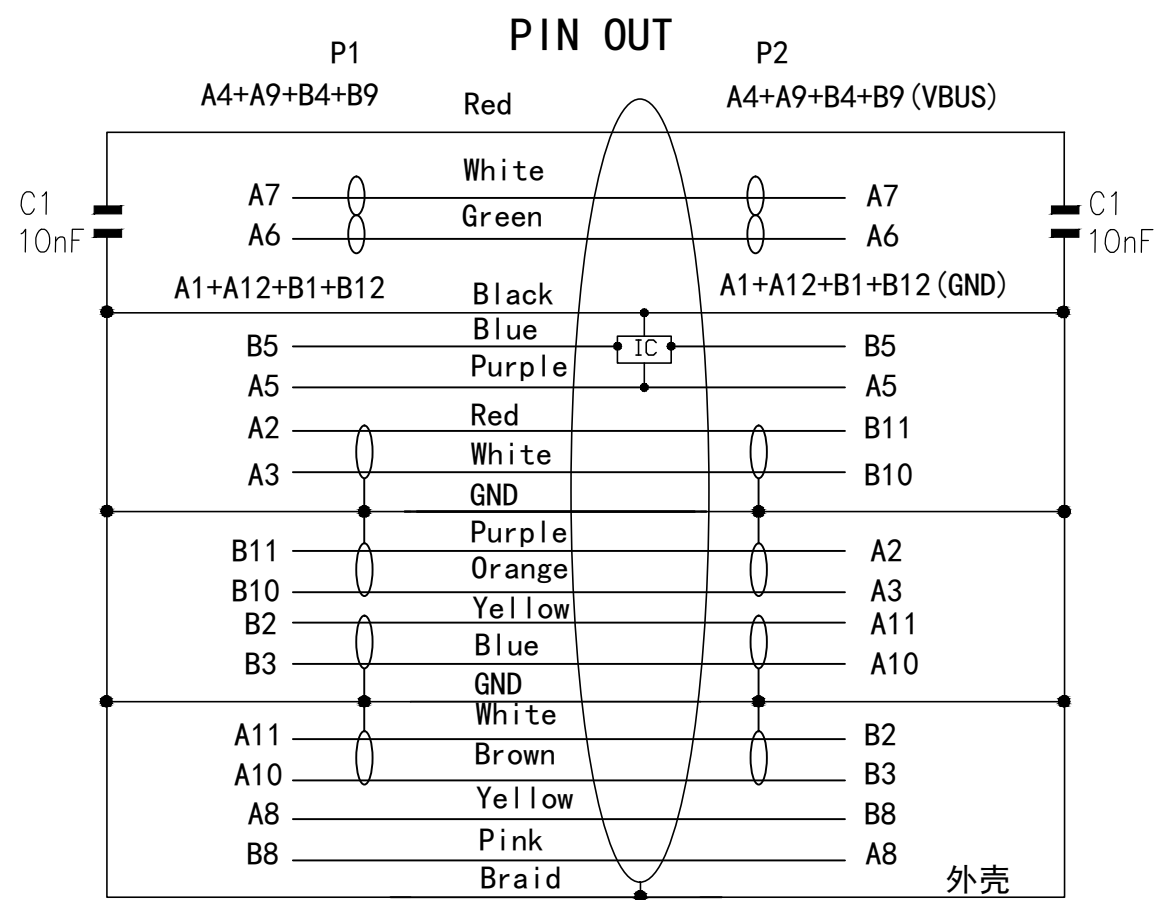 PIN OUT
P1 P2
A4+A9+B4+B9 Red A4+A9+B4+B9(VBUS)
White
A7 A7
C1 C1
Green
A6 A6
10nF 10nF
A1+A12+B1+B12 Black A1+A12+B1+B12(GND)
Blue
B5 IC B5
Purple
A5 A5
Red
A2 B11
White
A3 B10
GND
Purple
B11 A2
Orange
B10 A3
Yellow
B2 A11
Blue
B3 A10
GND
White
A11 B2
Brown
A10 B3
Yellow
A8 B8
Pink
B8 A8
Braid 外壳